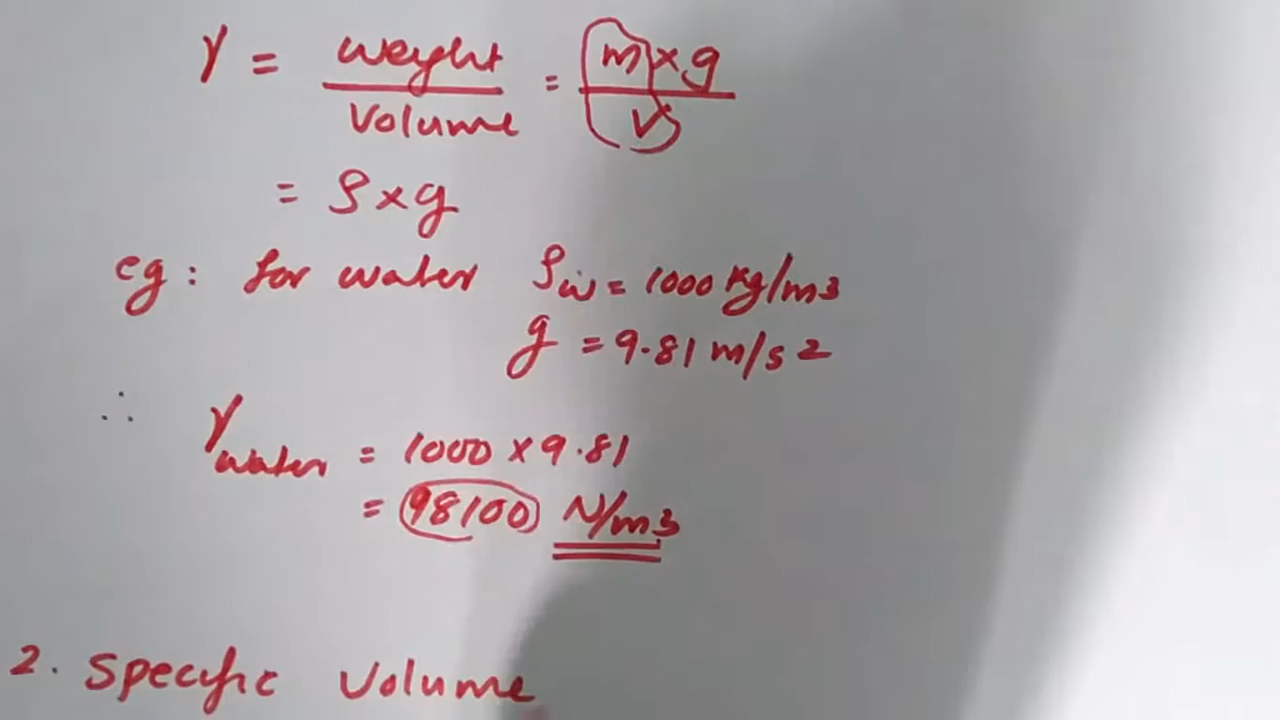 γ = weight / Volume = m × g / V
= ρ × g
eg: for water ρw = 1000 kg/m3
g = 9.81 m/s2
∴ γwater = 1000 × 9.81
= 98100 N/m3
2. Specific Volume